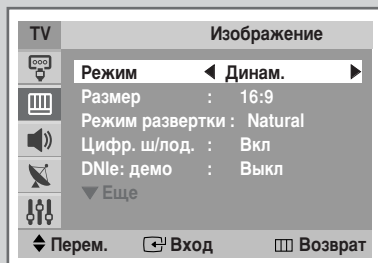 TV Изображение
Режим ◀ Динам. ▶
Размер : 16:9
Режим развертки : Natural
Цифр. ш/под. : Вкл
DNIe: демо : Выкл
▼ Еще
Перем. Вход Возврат